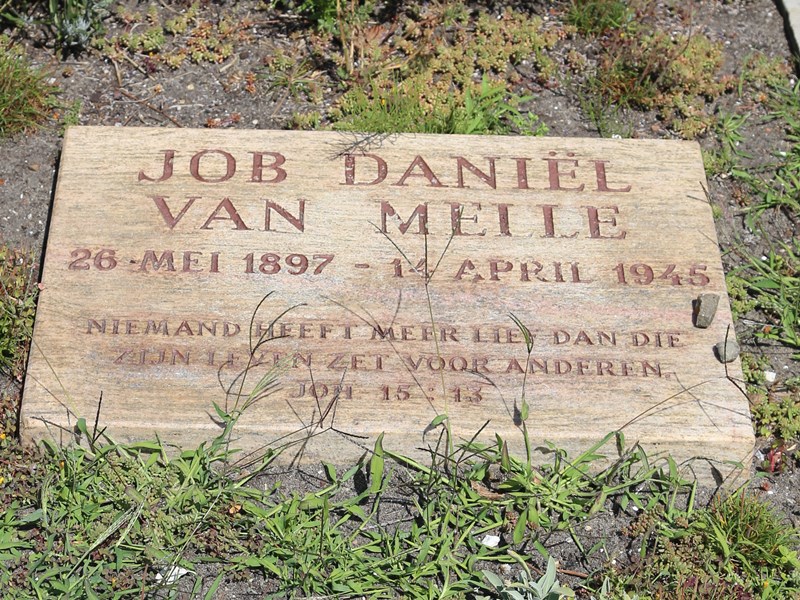 JOB DANIËL
VAN MELLE
26 · MEI 1897 - 14 APRIL 1945
NIEMAND HEEFT MEER LIEF DAN DIE
ZIJN LEVEN ZET VOOR ANDEREN.
JOH 15 : 13